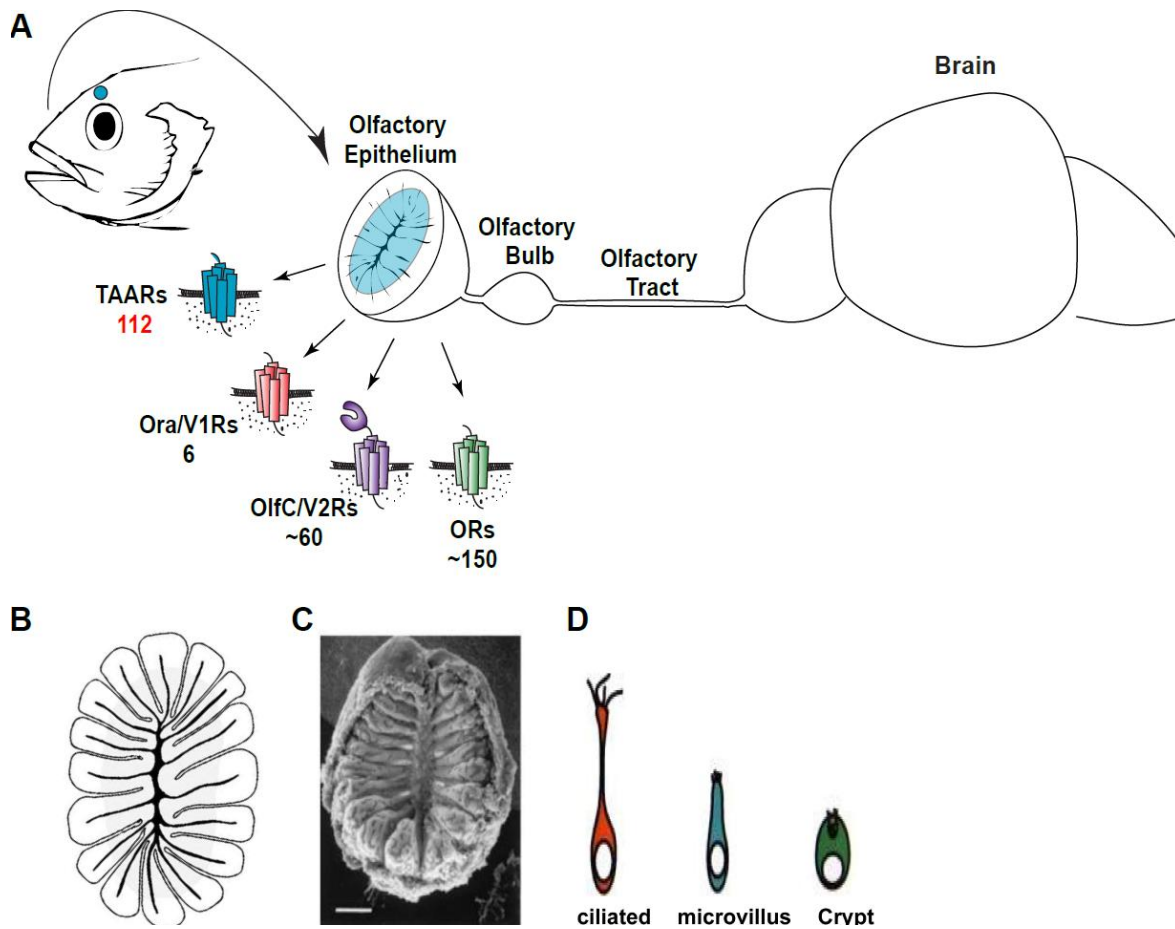 A
Brain
Olfactory
Epithelium
Olfactory
Bulb
Olfactory
Tract
TAARs
112
Ora/V1Rs
6
OlfC/V2Rs
~60
ORs
~150
B
C
D
ciliated
microvillus
Crypt